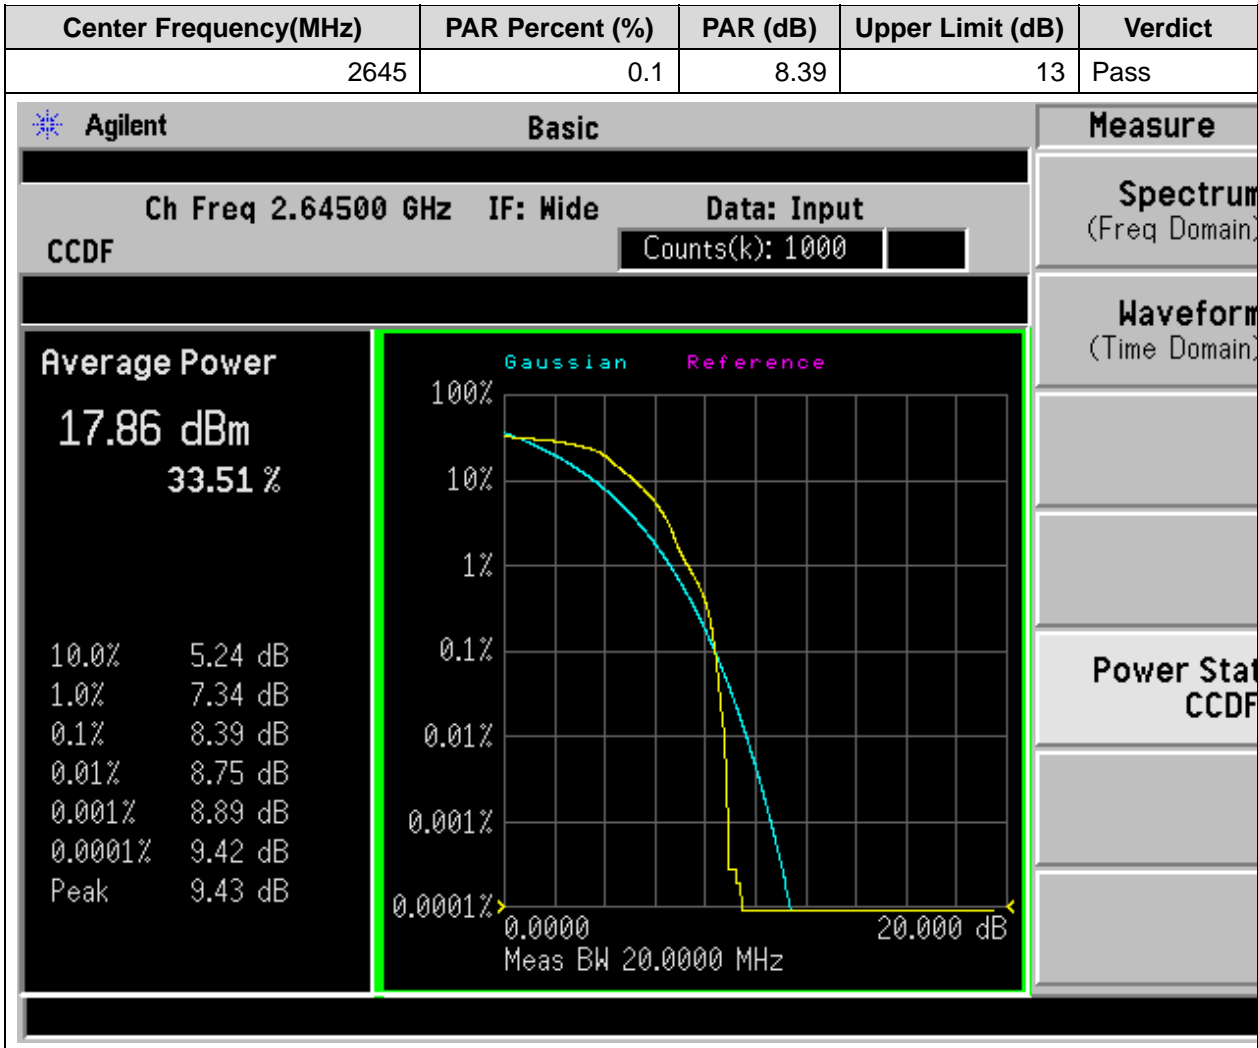 Center Frequency(MHz) PAR Percent (%) PAR (dB) Upper Limit (dB) Verdict
2645 0.1 8.39 13 Pass
Agilent Basic Measure
Ch Freq 2.64500 GHz IF: Wide Data: Input
CCDF Counts(k): 1000
Average Power
17.86 dBm
33.51 %
10.0% 5.24 dB
1.0% 7.34 dB
0.1% 8.39 dB
0.01% 8.75 dB
0.001% 8.89 dB
0.0001% 9.42 dB
Peak 9.43 dB
Gaussian Reference
100%
10%
1%
0.1%
0.01%
0.001%
0.0001%
0.0000 20.000 dB
Meas BW 20.0000 MHz
Spectrum
(Freq Domain)
Waveform
(Time Domain)
Power Stat
CCDF